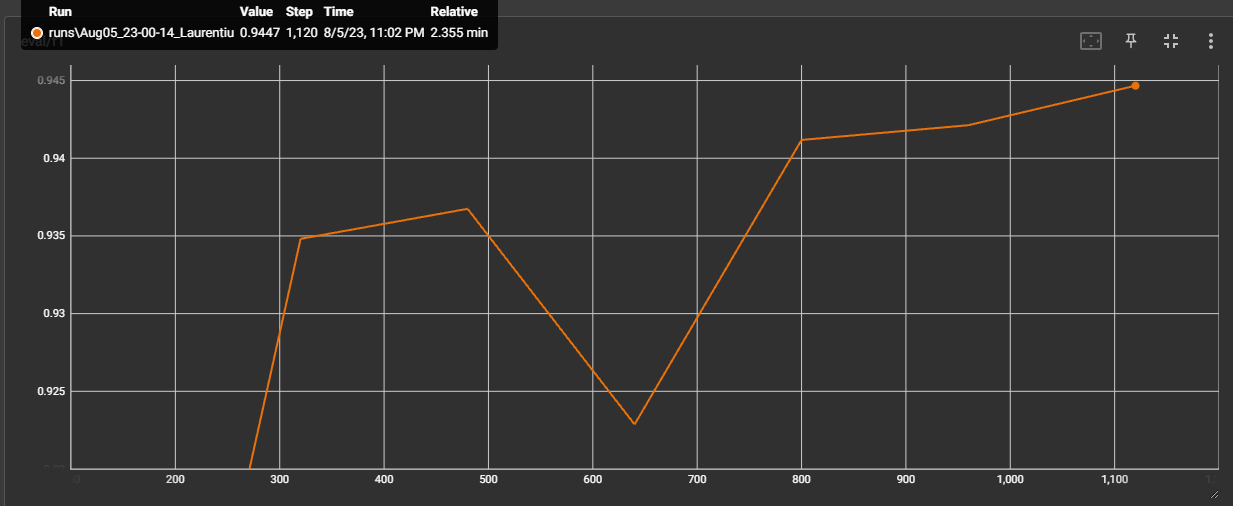 Run Value Step Time Relative
runs\Aug05_23-00-14_Laurentiu 0.9447 1,120 8/5/23, 11:02 PM 2.355 min
eval/f1
0.945
0.94
0.935
0.93
0.925
200 300 400 500 600 700 800 900 1,000 1,100